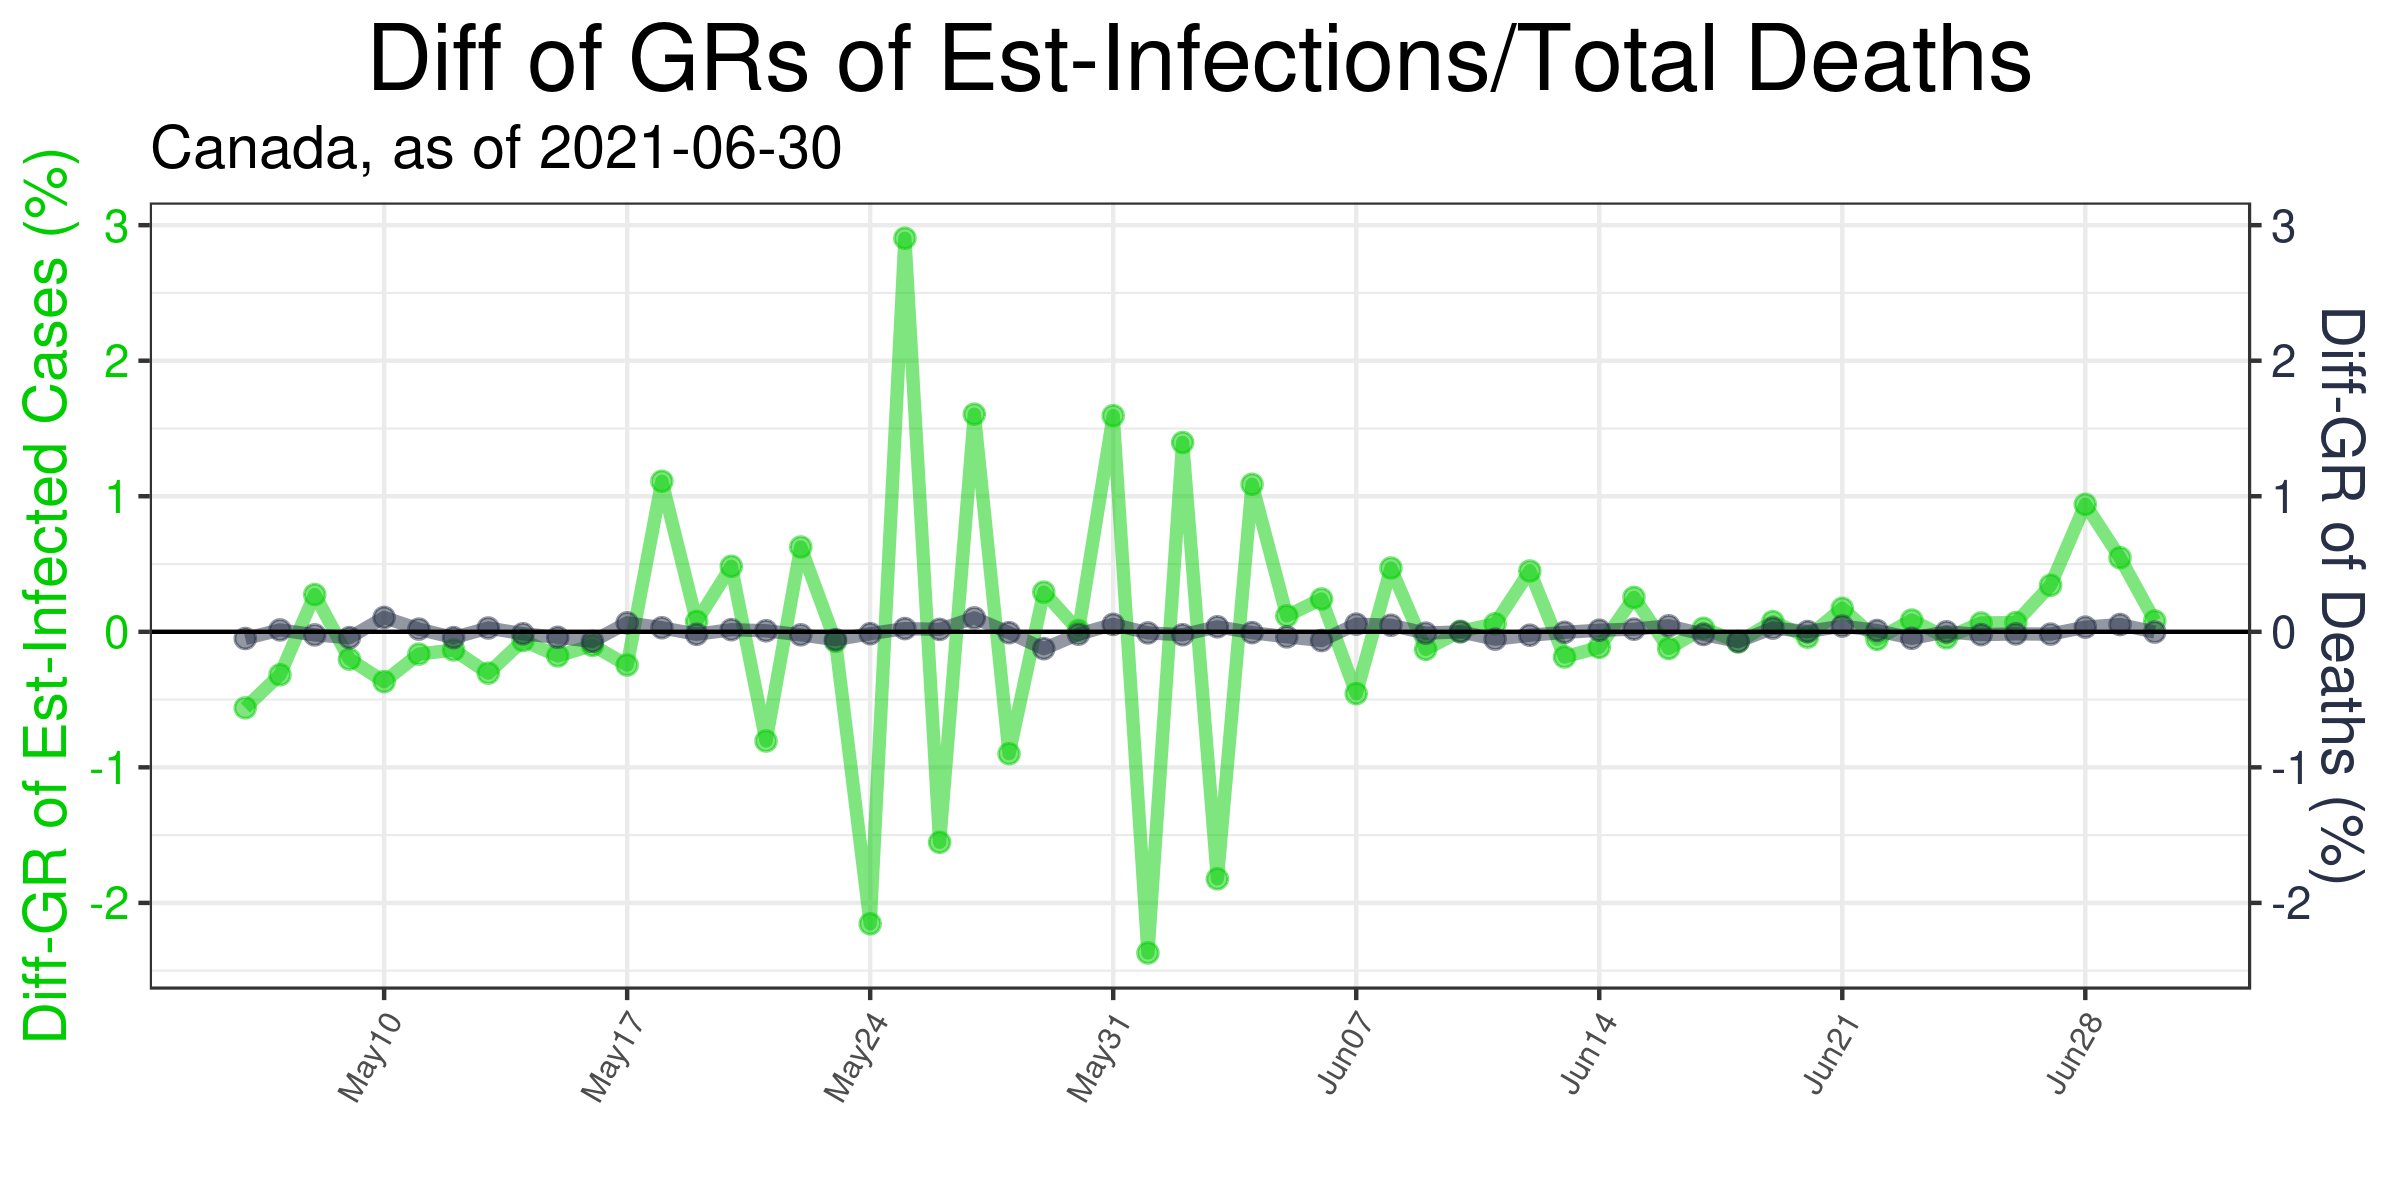 Diff of GRs of Est-Infections/Total Deaths
Canada, as of 2021-06-30
Diff-GR of Est-Infected Cases (%)
3
2
1
0
-1
-2
3
2
1
0
-1
-2
Diff-GR of Deaths (%)
May10
May17
May24
May31
Jun07
Jun14
Jun21
Jun28